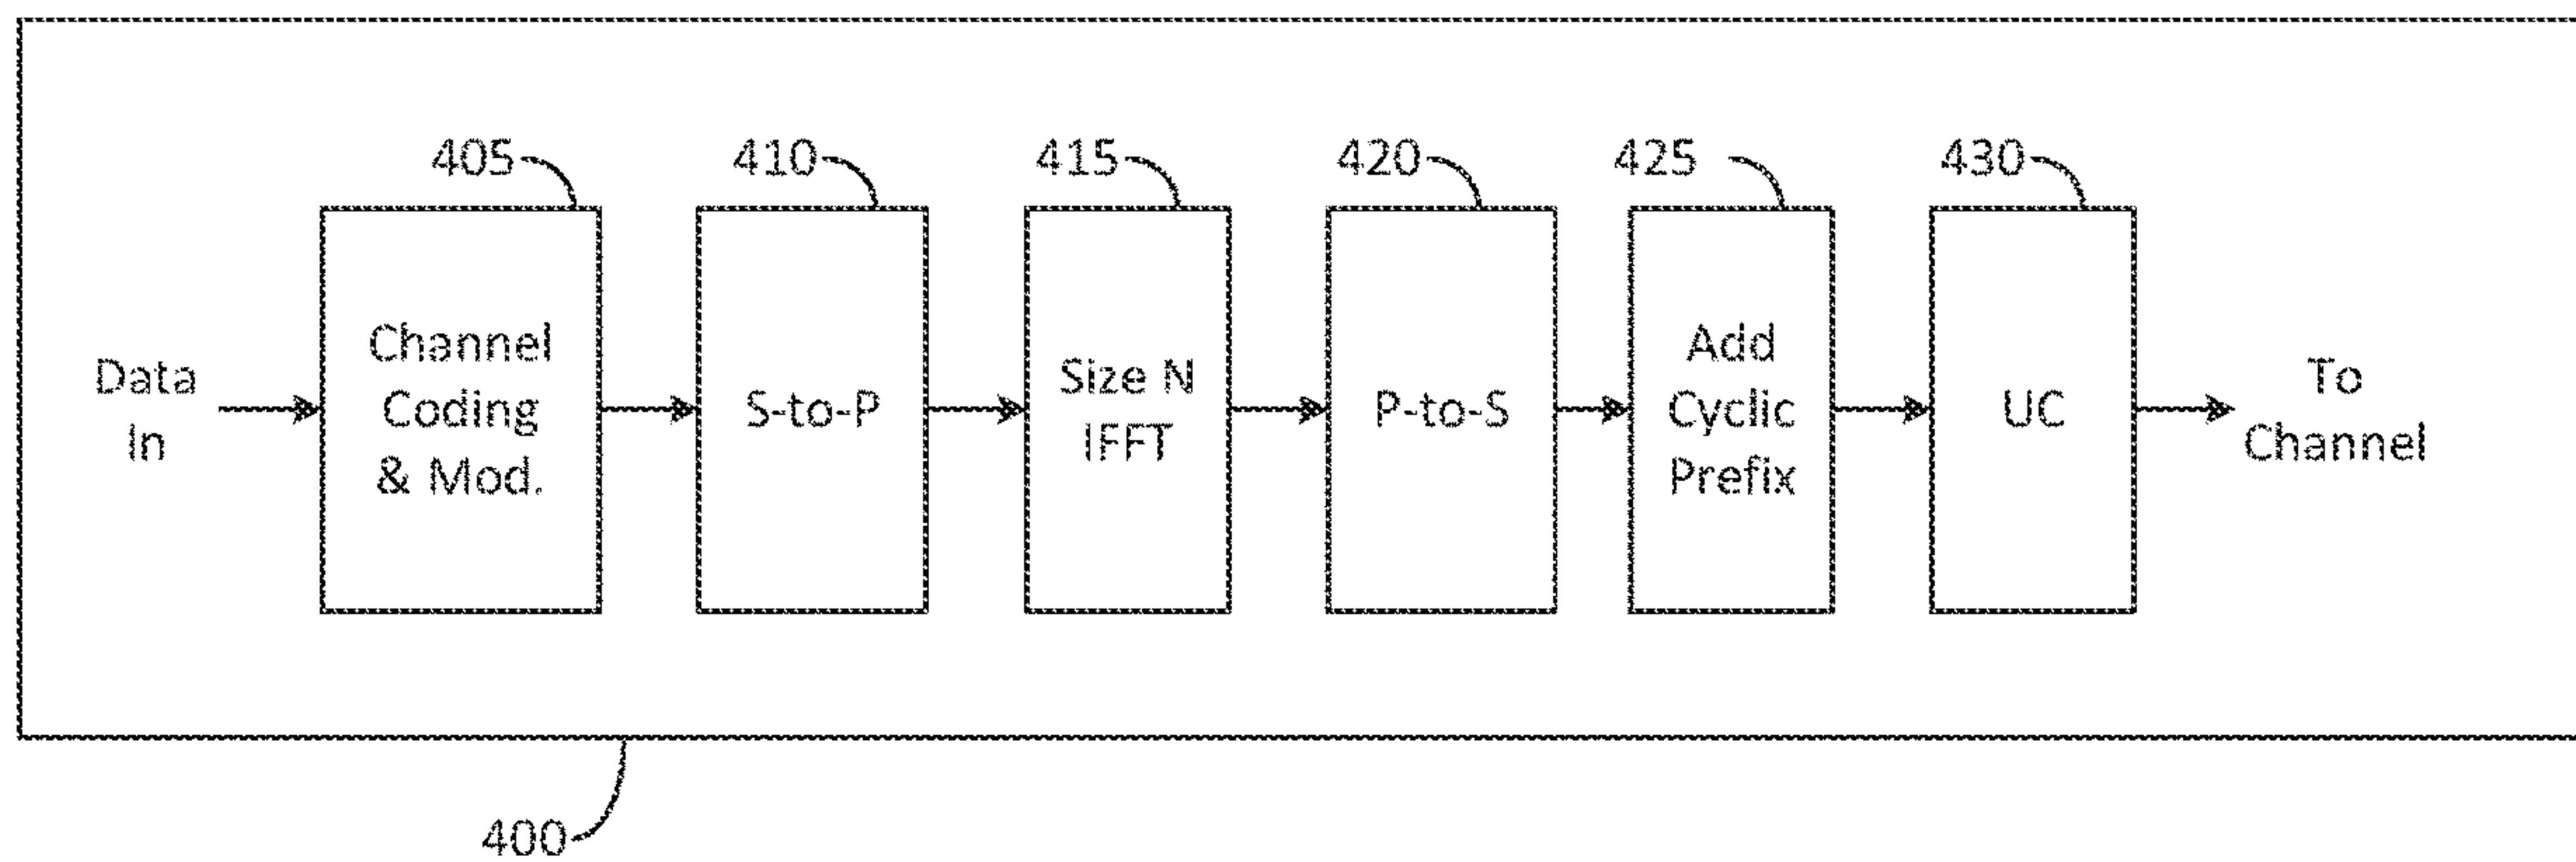 405
410
415
420
425
430
Data
In
Channel
Coding
& Mod.
S-to-P
Size N
IFFT
P-to-S
Add
Cyclic
Prefix
UC
To
Channel
400